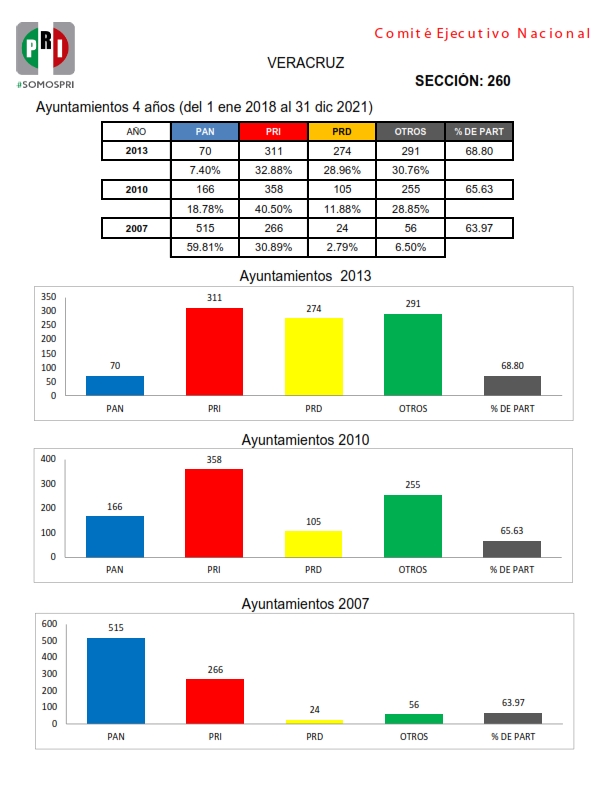 PRI
#SOMOSPRI
Comité Ejecutivo Nacional
VERACRUZ
SECCIÓN: 260
Ayuntamientos 4 años (del 1 ene 2018 al 31 dic 2021)
AÑO PAN PRI PRD OTROS % DE PART
2013 70 311 274 291 68.80
7.40% 32.88% 28.96% 30.76%
2010 166 358 105 255 65.63
18.78% 40.50% 11.88% 28.85%
2007 515 266 24 56 63.97
59.81% 30.89% 2.79% 6.50%
Ayuntamientos 2013
350
300
250
200
150
100
50
0
70 311 274 291 68.80
PAN PRI PRD OTROS % DE PART
Ayuntamientos 2010
400
300
200
100
0
166 358 105 255 65.63
PAN PRI PRD OTROS % DE PART
Ayuntamientos 2007
600
500
400
300
200
100
0
515 266 24 56 63.97
PAN PRI PRD OTROS % DE PART